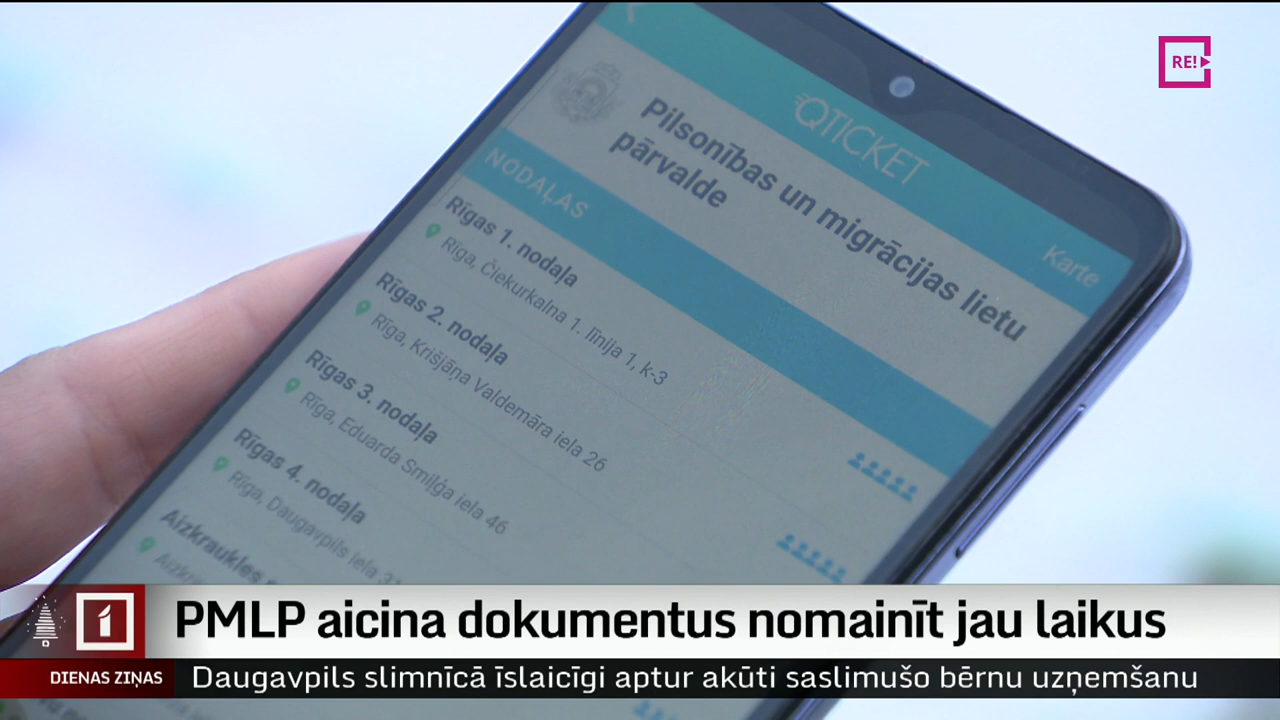 RE!
QTICKET
Karte
Pilsonības un migrācijas lietu
pārvalde
NODAĻAS
Rīgas 1. nodaļa
Rīga, Čiekurkalna 1. līnija 1, k-3
Rīgas 2. nodaļa
Rīga, Krišjāņa Valdemāra iela 26
Rīgas 3. nodaļa
Rīga, Eduarda Smiļģa iela 46
Rīgas 4. nodaļa
Rīga, Daugavpils iela
Aizkraukles
1
PMLP aicina dokumentus nomainīt jau laikus
DIENAS ZIŅAS
Daugavpils slimnīcā īslaicīgi aptur akūti saslimušo bērnu uzņemšanu